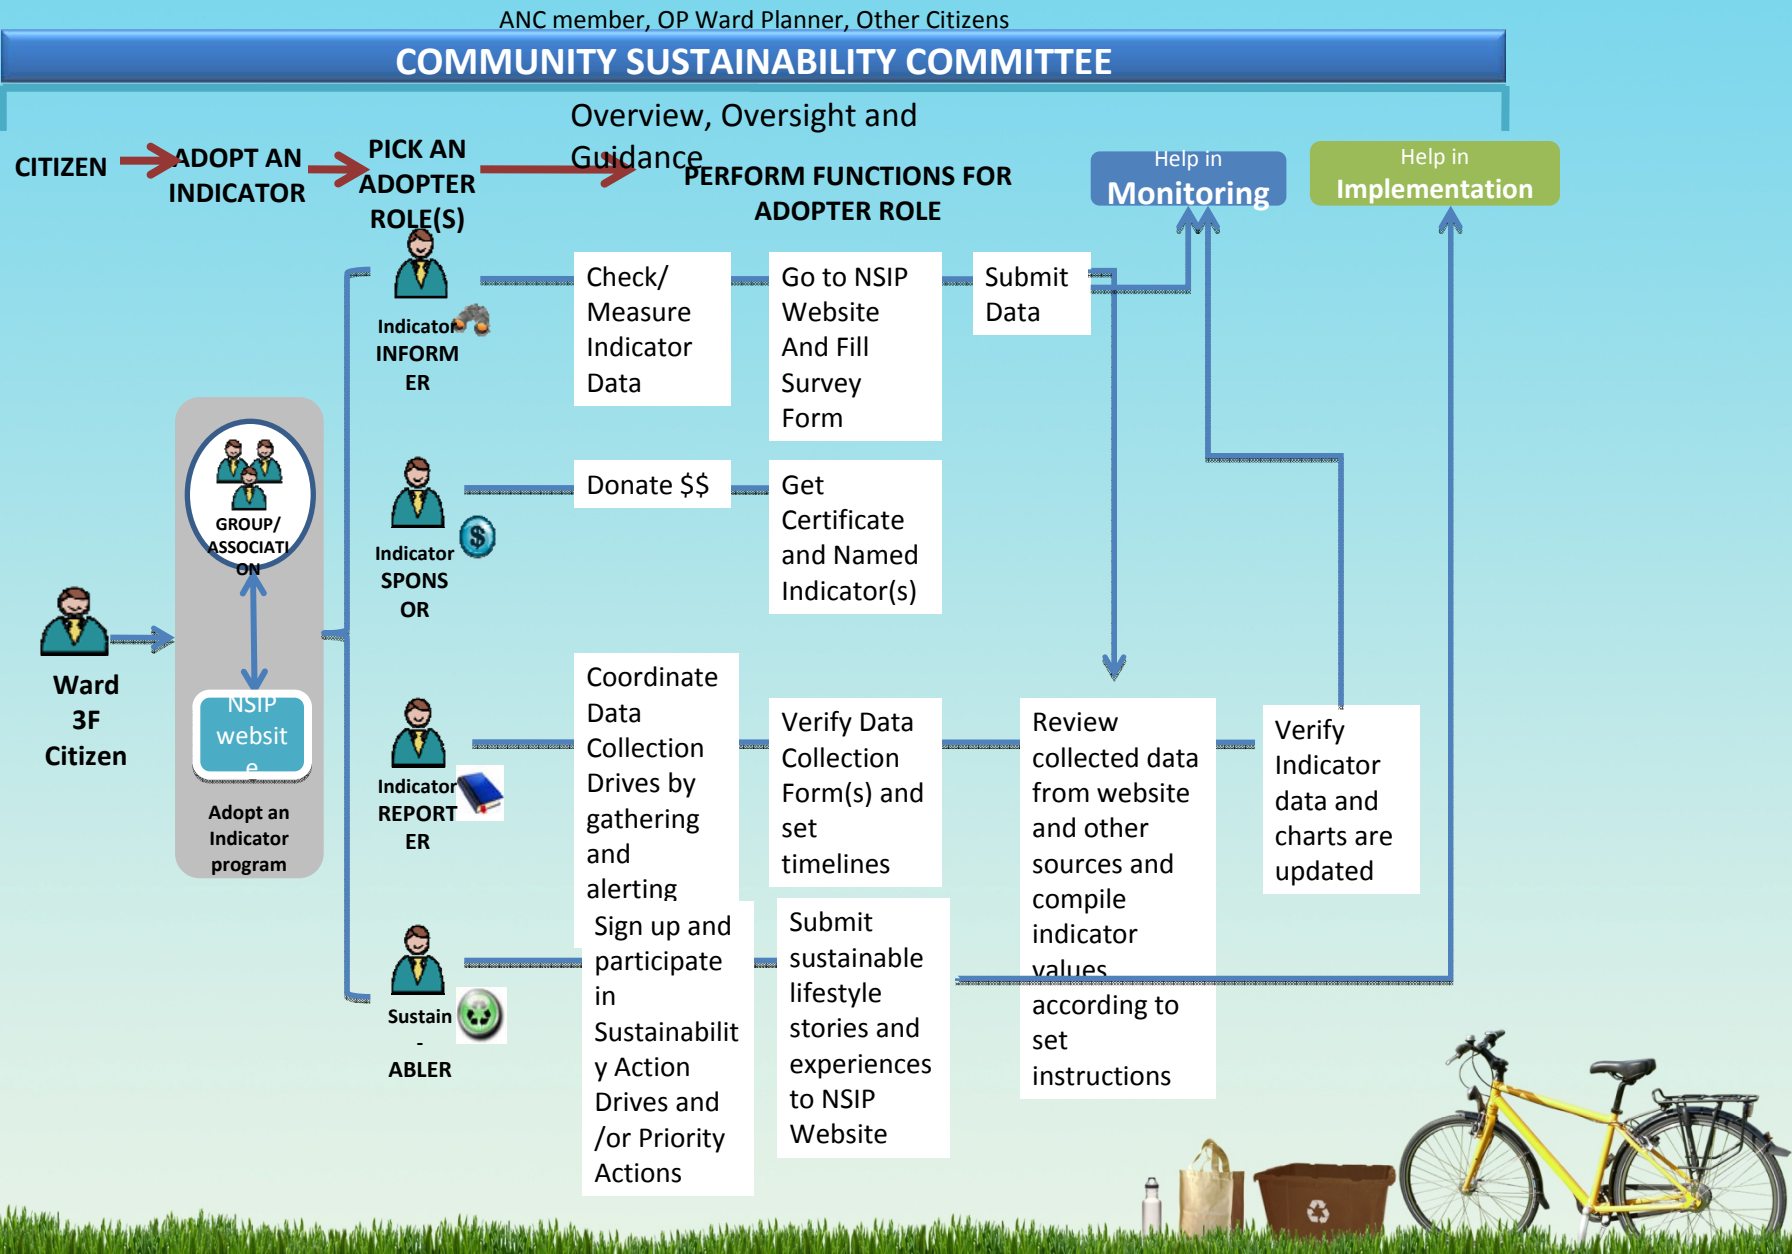 ANC member, OP Ward Planner, Other Citizens
COMMUNITY SUSTAINABILITY COMMITTEE
Overview, Oversight and
Guidance
CITIZEN
ADOPT AN
INDICATOR
PICK AN
ADOPTER
ROLE(S)
PERFORM FUNCTIONS FOR
ADOPTER ROLE
Help in
Monitoring
Help in
Implementation
Indicator
INFORM
ER
Check/
Measure
Indicator
Data
Go to NSIP
Website
And Fill
Survey
Form
Submit
Data
Indicator
SPONS
OR
Donate $$
Get
Certificate
and Named
Indicator(s)
GROUP/
ASSOCIATI
ON
NSIP
websit
e
Adopt an
Indicator
program
Ward
3F
Citizen
Indicator
REPORT
ER
Coordinate
Data
Collection
Drives by
gathering
and
alerting
Verify Data
Collection
Form(s) and
set
timelines
Review
collected data
from website
and other
sources and
compile
indicator
values
according to
set
instructions
Verify
Indicator
data and
charts are
updated
Sustain
-
ABLER
Sign up and
participate
in
Sustainabilit
y Action
Drives and
/or Priority
Actions
Submit
sustainable
lifestyle
stories and
experiences
to NSIP
Website